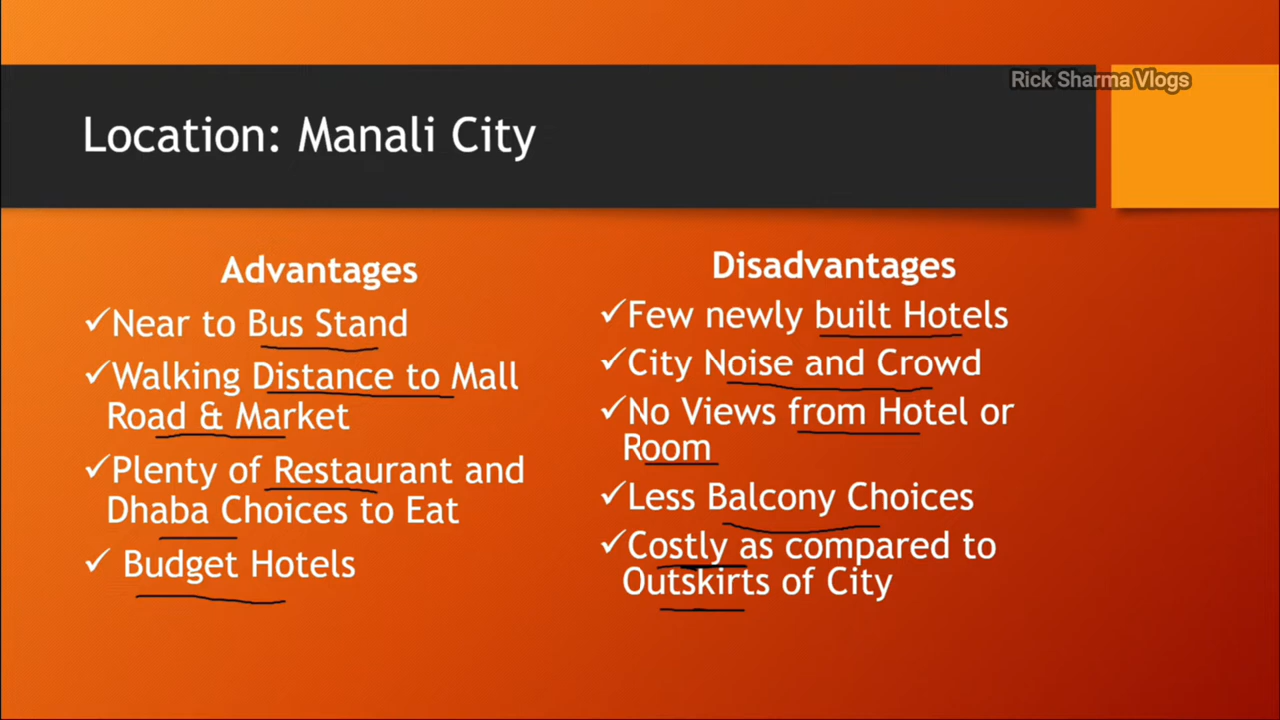 Rick Sharma Vlogs
Location: Manali City
Advantages
✓Near to Bus Stand
✓Walking Distance to Mall
Road & Market
✓Plenty of Restaurant and
Dhaba Choices to Eat
✓ Budget Hotels
Disadvantages
✓Few newly built Hotels
✓City Noise and Crowd
✓No Views from Hotel or
Room
✓Less Balcony Choices
✓Costly as compared to
Outskirts of City